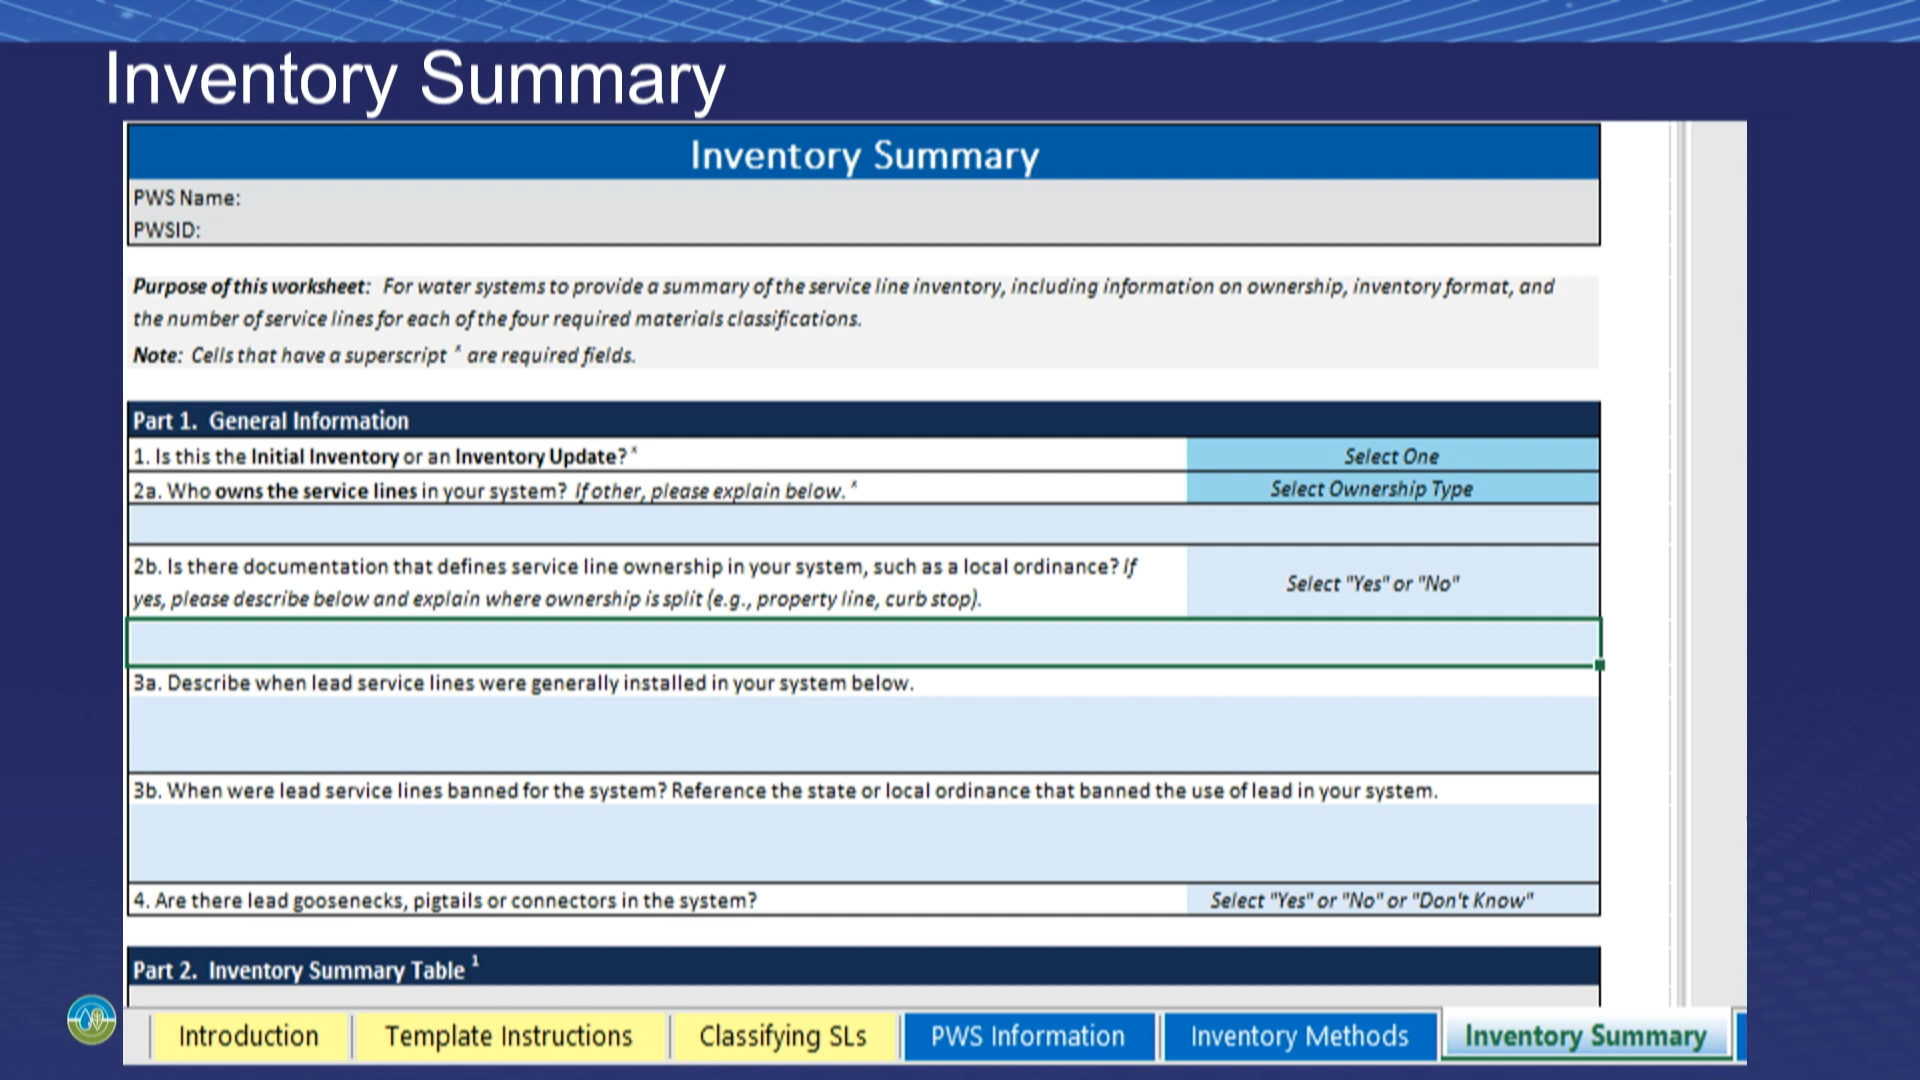 Inventory Summary
Inventory Summary
PWS Name:
PWSID:
Purpose of this worksheet: For water systems to provide a summary of the service line inventory, including information on ownership, inventory format, and
the number of service lines for each of the four required materials classifications.
Note: Cells that have a superscript x are required fields.
Part 1. General Information
1. Is this the Initial Inventory or an Inventory Update? x Select One
2a. Who owns the service lines in your system? If other, please explain below. x Select Ownership Type
2b. Is there documentation that defines service line ownership in your system, such as a local ordinance? If
yes, please describe below and explain where ownership is split (e.g., property line, curb stop).
Select "Yes" or "No"
3a. Describe when lead service lines were generally installed in your system below.
3b. When were lead service lines banned for the system? Reference the state or local ordinance that banned the use of lead in your system.
4. Are there lead goosenecks, pigtails or connectors in the system? Select "Yes" or "No" or "Don't Know"
Part 2. Inventory Summary Table 1
Introduction Template Instructions Classifying SLs PWS Information Inventory Methods Inventory Summary